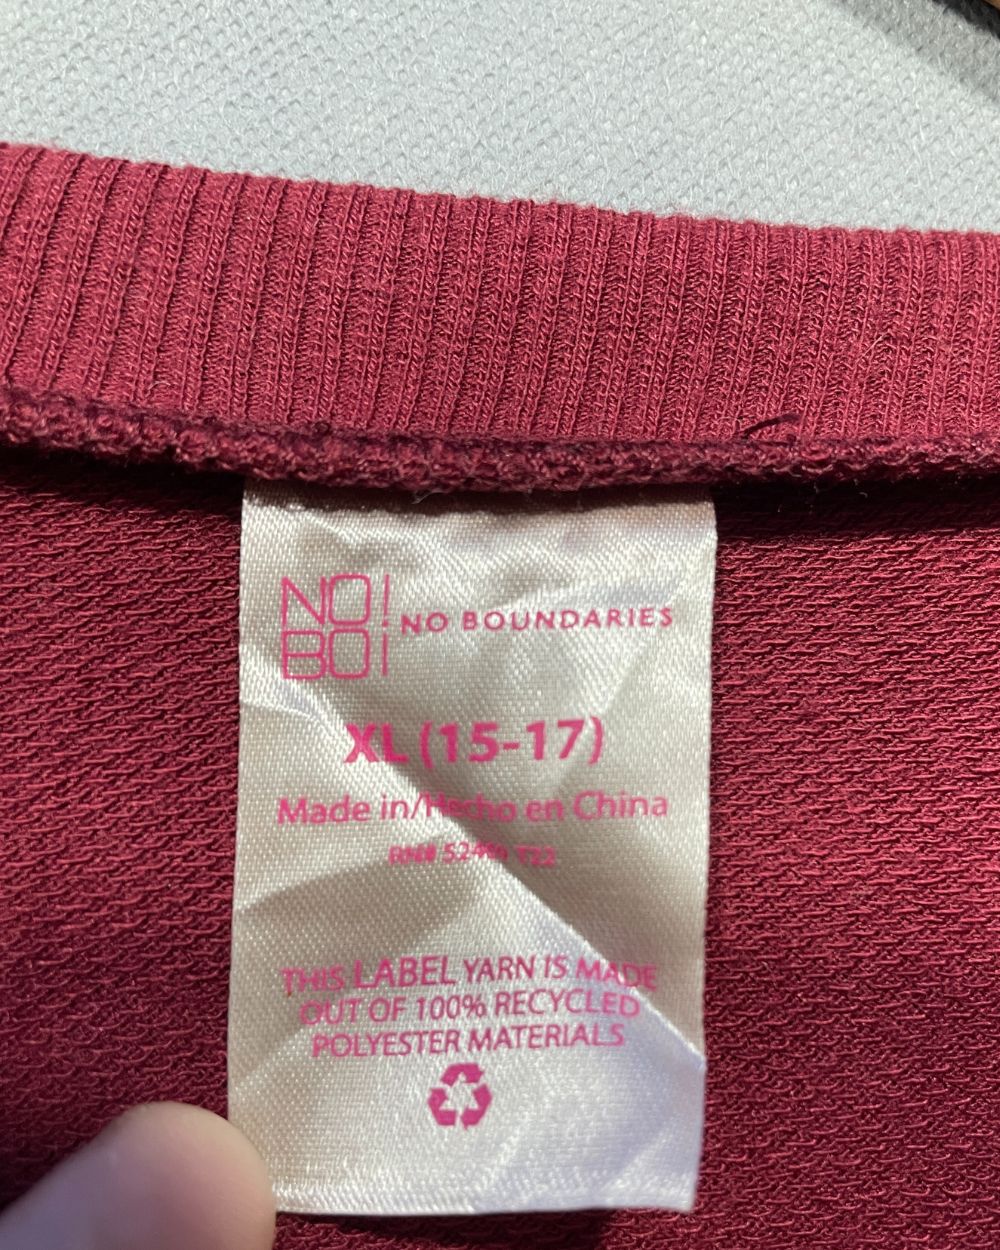 NO!
BO!
NO BOUNDARIES
XL (15-17)
Made in/Hecho en China
RN# T22
THIS LABEL YARN IS MADE
OUT OF 100% RECYCLED
POLYESTER MATERIALS